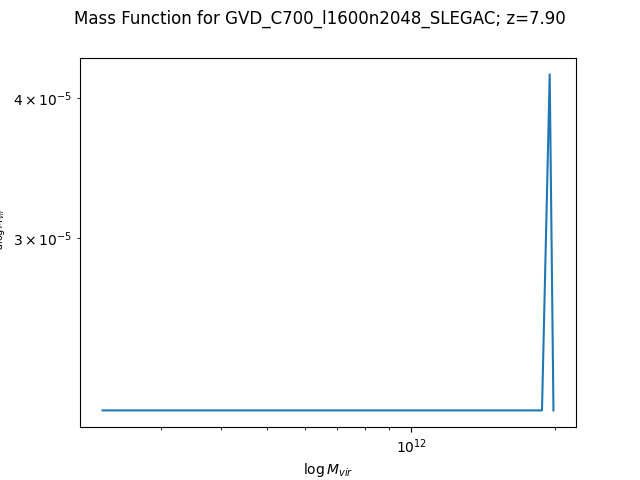 Mass Function for GVD_C700_l1600n2048_SLEGAC; z=7.90
4 × 10⁻⁵
3 × 10⁻⁵
10¹²
log M_vir